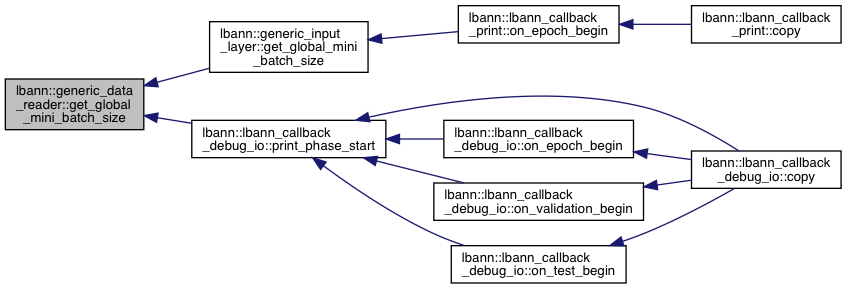 lbann::generic_data
_reader::get_global
_mini_batch_size
lbann::generic_input
_layer::get_global_mini
_batch_size
lbann::lbann_callback
_print::on_epoch_begin
lbann::lbann_callback
_print::copy
lbann::lbann_callback
_debug_io::print_phase_start
lbann::lbann_callback
_debug_io::on_epoch_begin
lbann::lbann_callback
_debug_io::copy
lbann::lbann_callback
_debug_io::on_validation_begin
lbann::lbann_callback
_debug_io::on_test_begin